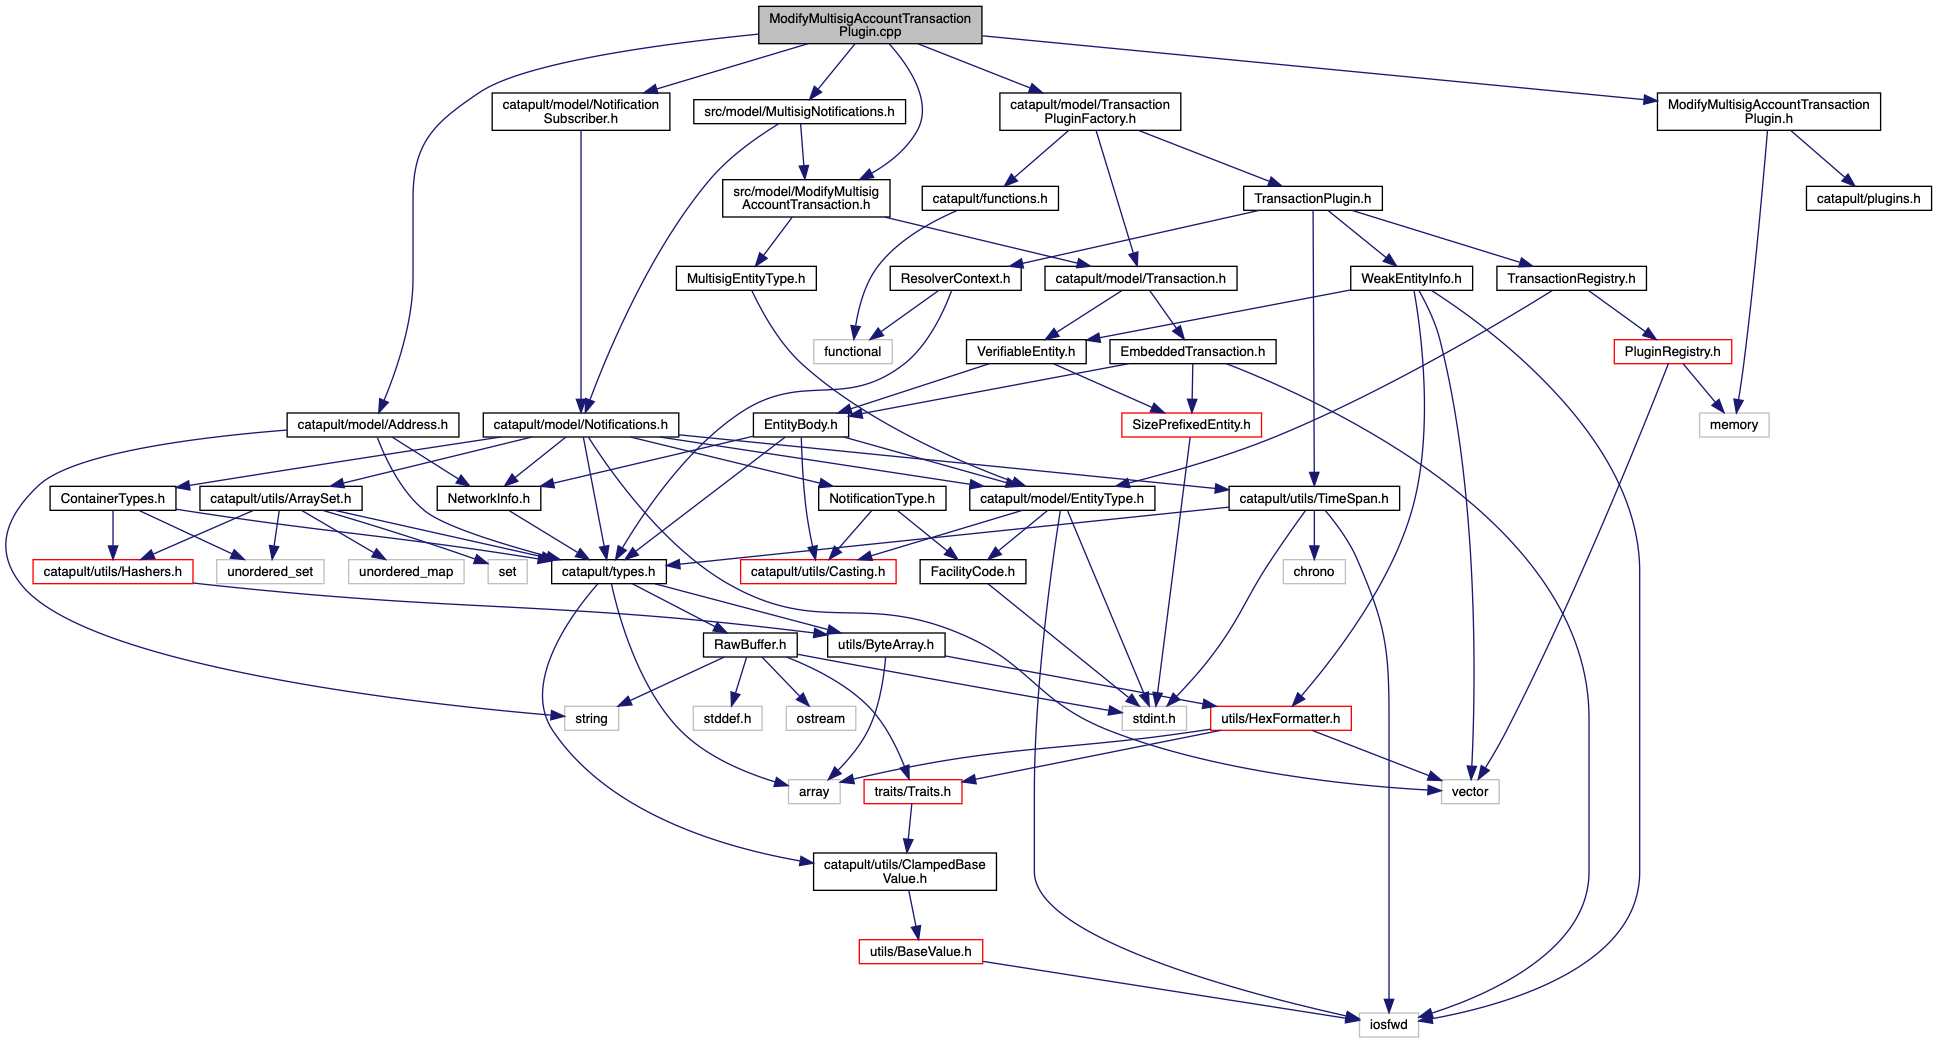 ModifyMultisigAccountTransaction
Plugin.cpp
catapult/model/Notification
Subscriber.h
src/model/MultisigNotifications.h
catapult/model/Transaction
PluginFactory.h
ModifyMultisigAccountTransaction
Plugin.h
src/model/ModifyMultisig
AccountTransaction.h
catapult/functions.h
TransactionPlugin.h
catapult/plugins.h
MultisigEntityType.h
ResolverContext.h
catapult/model/Transaction.h
WeakEntityInfo.h
TransactionRegistry.h
functional
VerifiableEntity.h
EmbeddedTransaction.h
PluginRegistry.h
catapult/model/Address.h
catapult/model/Notifications.h
EntityBody.h
SizePrefixedEntity.h
memory
ContainerTypes.h
catapult/utils/ArraySet.h
NetworkInfo.h
NotificationType.h
catapult/model/EntityType.h
catapult/utils/TimeSpan.h
catapult/utils/Hashers.h
unordered_set
unordered_map
set
catapult/types.h
catapult/utils/Casting.h
FacilityCode.h
chrono
RawBuffer.h
utils/ByteArray.h
string
stddef.h
ostream
stdint.h
utils/HexFormatter.h
array
traits/Traits.h
vector
catapult/utils/ClampedBase
Value.h
utils/BaseValue.h
iosfwd